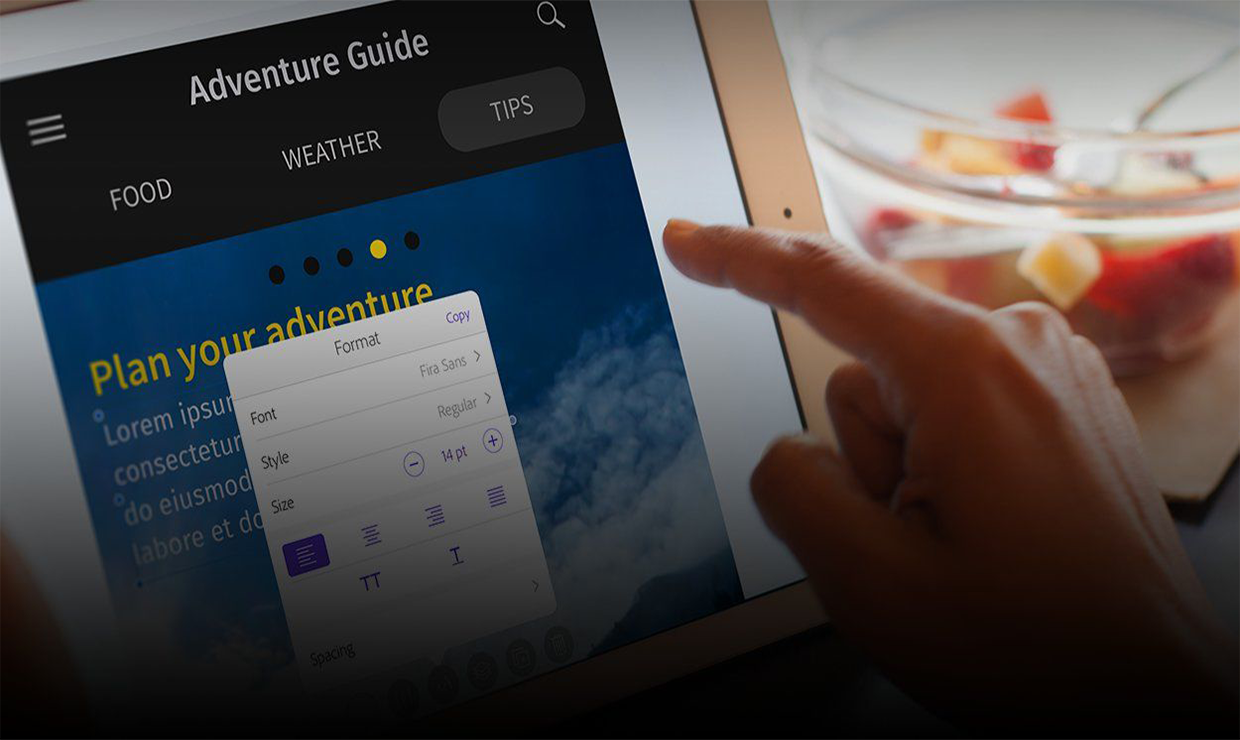 Adventure Guide
FOOD
WEATHER
TIPS
Plan your adventure
Lorem ipsu
consectetur
do eiusmod
labore et do
Format
Copy
Font
Fira Sans
Style
Regular
Size
14 pt
TT
T
Spacing